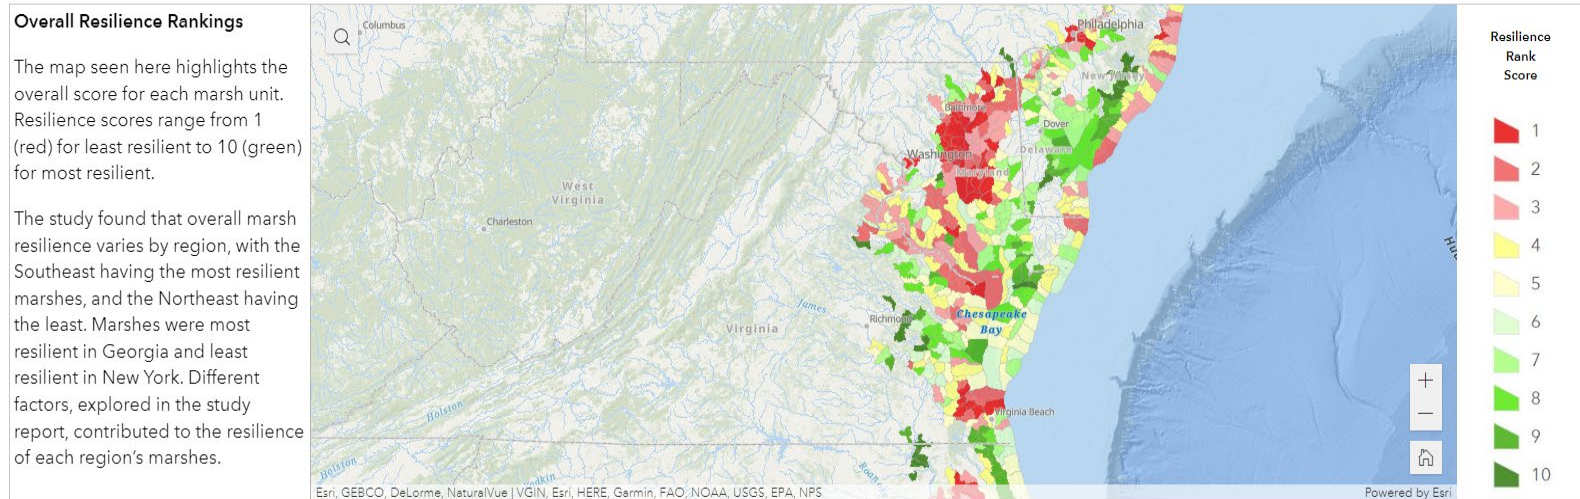 Overall Resilience Rankings
The map seen here highlights the
overall score for each marsh unit.
Resilience scores range from 1
(red) for least resilient to 10 (green)
for most resilient.
The study found that overall marsh
resilience varies by region, with the
Southeast having the most resilient
marshes, and the Northeast having
the least. Marshes were most
resilient in Georgia and least
resilient in New York. Different
factors, explored in the study
report, contributed to the resilience
of each region's marshes.
Columbus
Philadelphia
New Jersey
Baltimore
Dover
Washington
Delaware
Maryland
West
Virginia
Charleston
James
Richmond
Chesapeake
Bay
Virginia
Holston
Virginia Beach
Holston
Roan
Esri, GEBCO, DeLorme, NaturalVue | VGIN, Esri, HERE, Garmin, FAO, NOAA, USGS, EPA, NPS
Powered by Esri
Resilience
Rank
Score
1
2
3
4
5
6
7
8
9
10